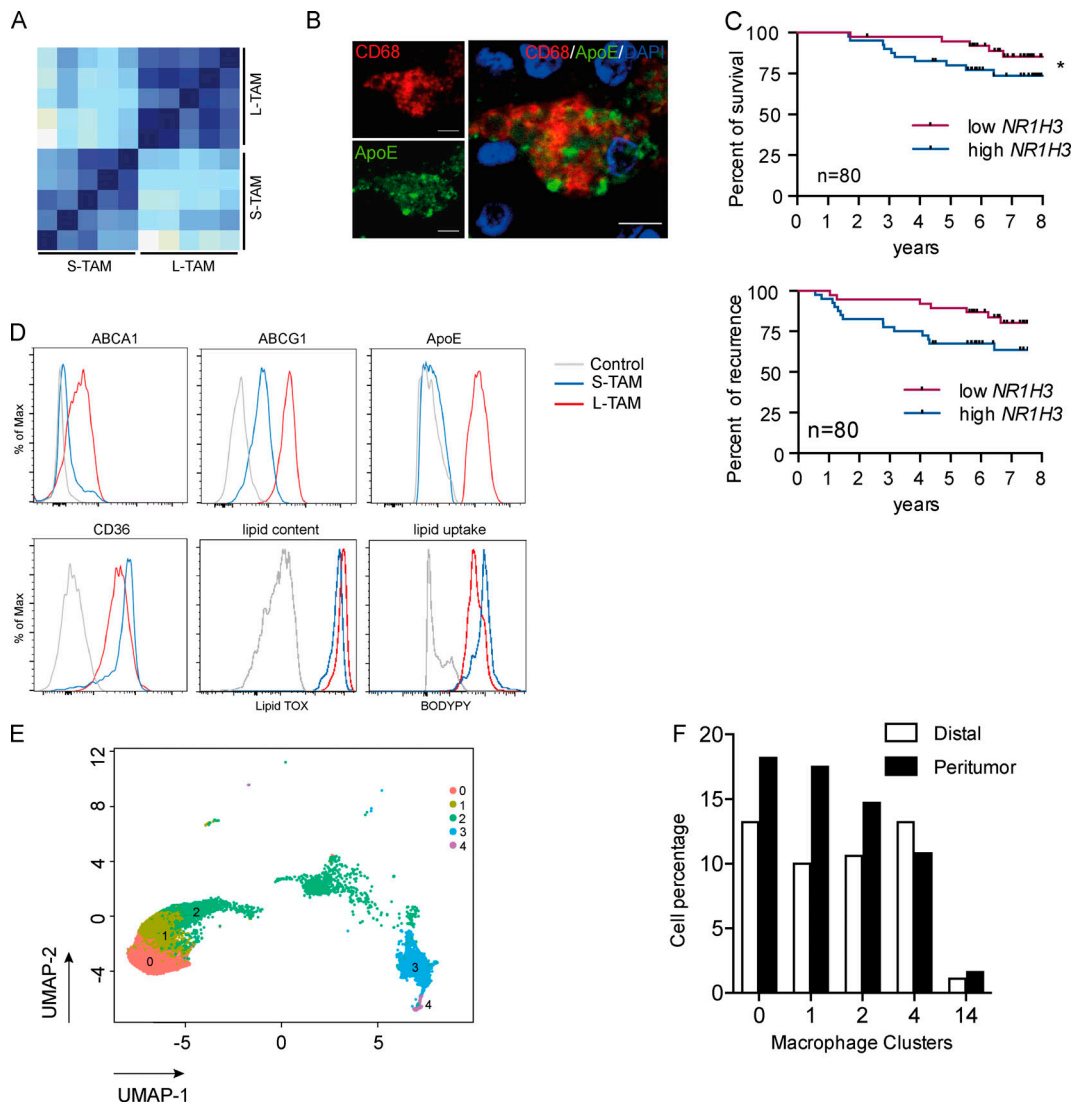 A
L-TAM
S-TAM
S-TAM
L-TAM
B
CD68
ApoE
CD68/ApoE/DAPI
C
Percent of survival
100
75
50
25
0
low NR1H3
high NR1H3
n=80
*
0 1 2 3 4 5 6 7 8
years
Percent of recurrence
100
75
50
25
0
low NR1H3
high NR1H3
n=80
0 1 2 3 4 5 6 7 8
years
D
ABCA1
ABCG1
ApoE
% of Max
Control
S-TAM
L-TAM
CD36
lipid content
lipid uptake
% of Max
Lipid TOX
BODYPY
E
UMAP-2
12
8
4
0
-4
0
1
2
3
4
0
1
2
3
4
-5 0 5
UMAP-1
F
Cell percentage
20
15
10
5
0
Distal
Peritumor
0 1 2 4 14
Macrophage Clusters